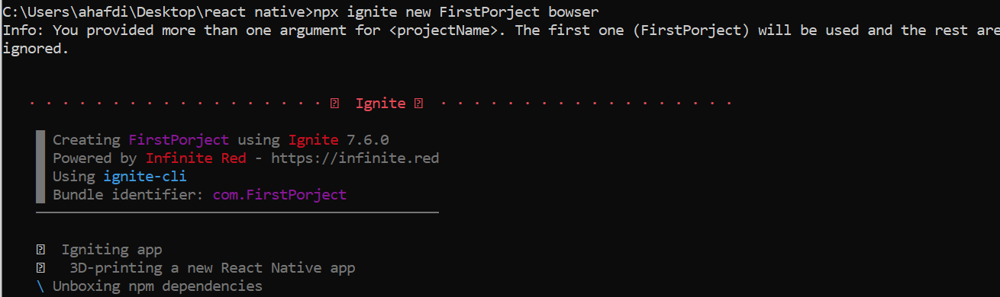 C:\Users\ahafdi\Desktop\react native>npx ignite new FirstPorject bowser
Info: You provided more than one argument for <projectName>. The first one (FirstPorject) will be used and the rest are
ignored.
· · · · · · · · · · · · · · · · · · Ignite · · · · · · · · · · · · · · · · · ·
Creating FirstPorject using Ignite 7.6.0
Powered by Infinite Red - https://infinite.red
Using ignite-cli
Bundle identifier: com.FirstPorject
Igniting app
3D-printing a new React Native app
\ Unboxing npm dependencies